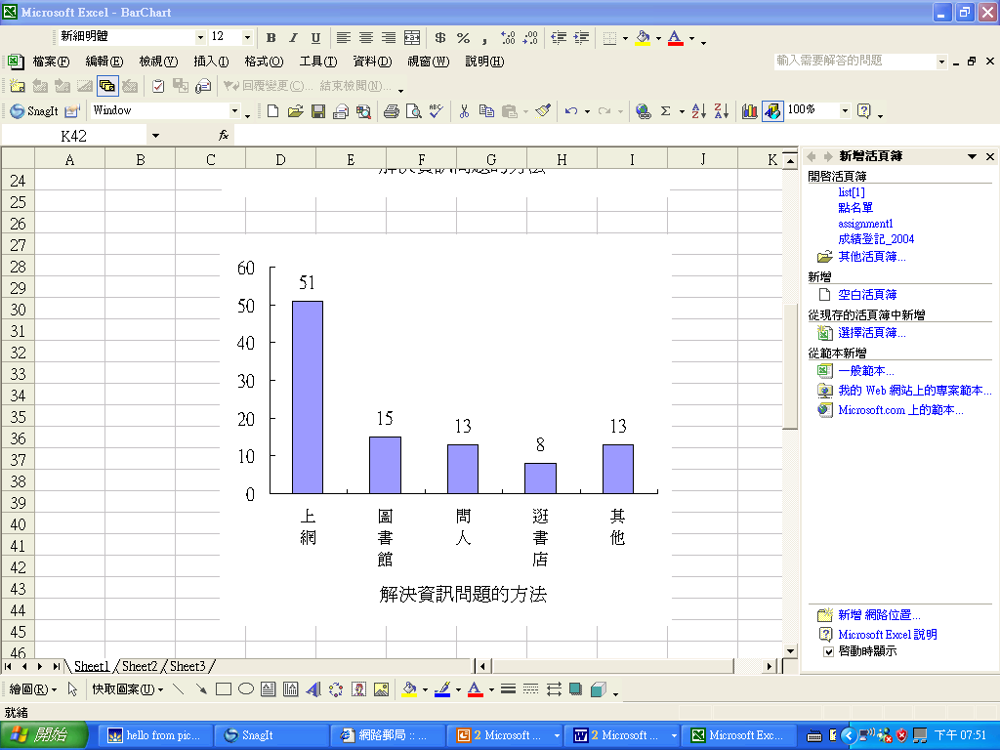 Microsoft Excel - BarChart
新細明體 12 B I U $ % ,
檔案(F) 編輯(E) 檢視(V) 插入(I) 格式(O) 工具(T) 資料(D) 視窗(W) 說明(H) 輸入需要解答的問題
回覆變更(C)... 結束檢閱(N)...
SnagIt Window 100%
K42 fx
A B C D E F G H I J K
新增活頁簿
開啓活頁簿
list[1]
點名單
assignment1
成績登記_2004
其他活頁簿...
新增
空白活頁簿
從現存的活頁簿中新增
選擇活頁簿...
從範本新增
一般範本...
我的 Web 網站上的專案範本...
Microsoft.com 上的範本...
新增 網路位置...
Microsoft Excel 說明
啓動時顯示
24
25
26
27
28
29
30
31
32
33
34
35
36
37
38
39
40
41
42
43
44
45
46
解決資訊問題的方法
60
50
40
30
20
10
0
51
15
13
8
13
上網
圖書館
問人
逛書店
其他
解決資訊問題的方法
Sheet1 Sheet2 Sheet3
繪圖(R) 快取圖案(U)
就緒
開始 hello from pic... SnagIt 網路郵局 :: ... 2 Microsoft ... 2 Microsoft ... Microsoft Exc... 下午 07:51